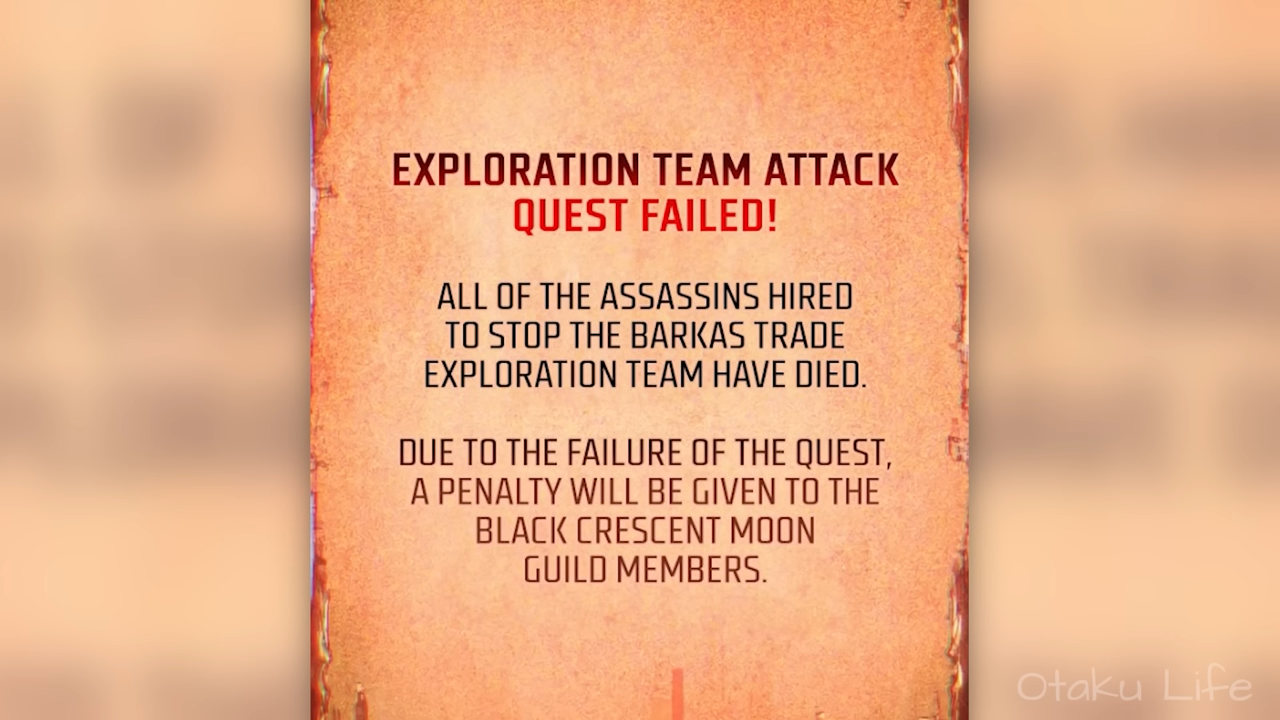 EXPLORATION TEAM ATTACK
QUEST FAILED!
ALL OF THE ASSASSINS HIRED
TO STOP THE BARKAS TRADE
EXPLORATION TEAM HAVE DIED.
DUE TO THE FAILURE OF THE QUEST,
A PENALTY WILL BE GIVEN TO THE
BLACK CRESCENT MOON
GUILD MEMBERS.
Otaku Life